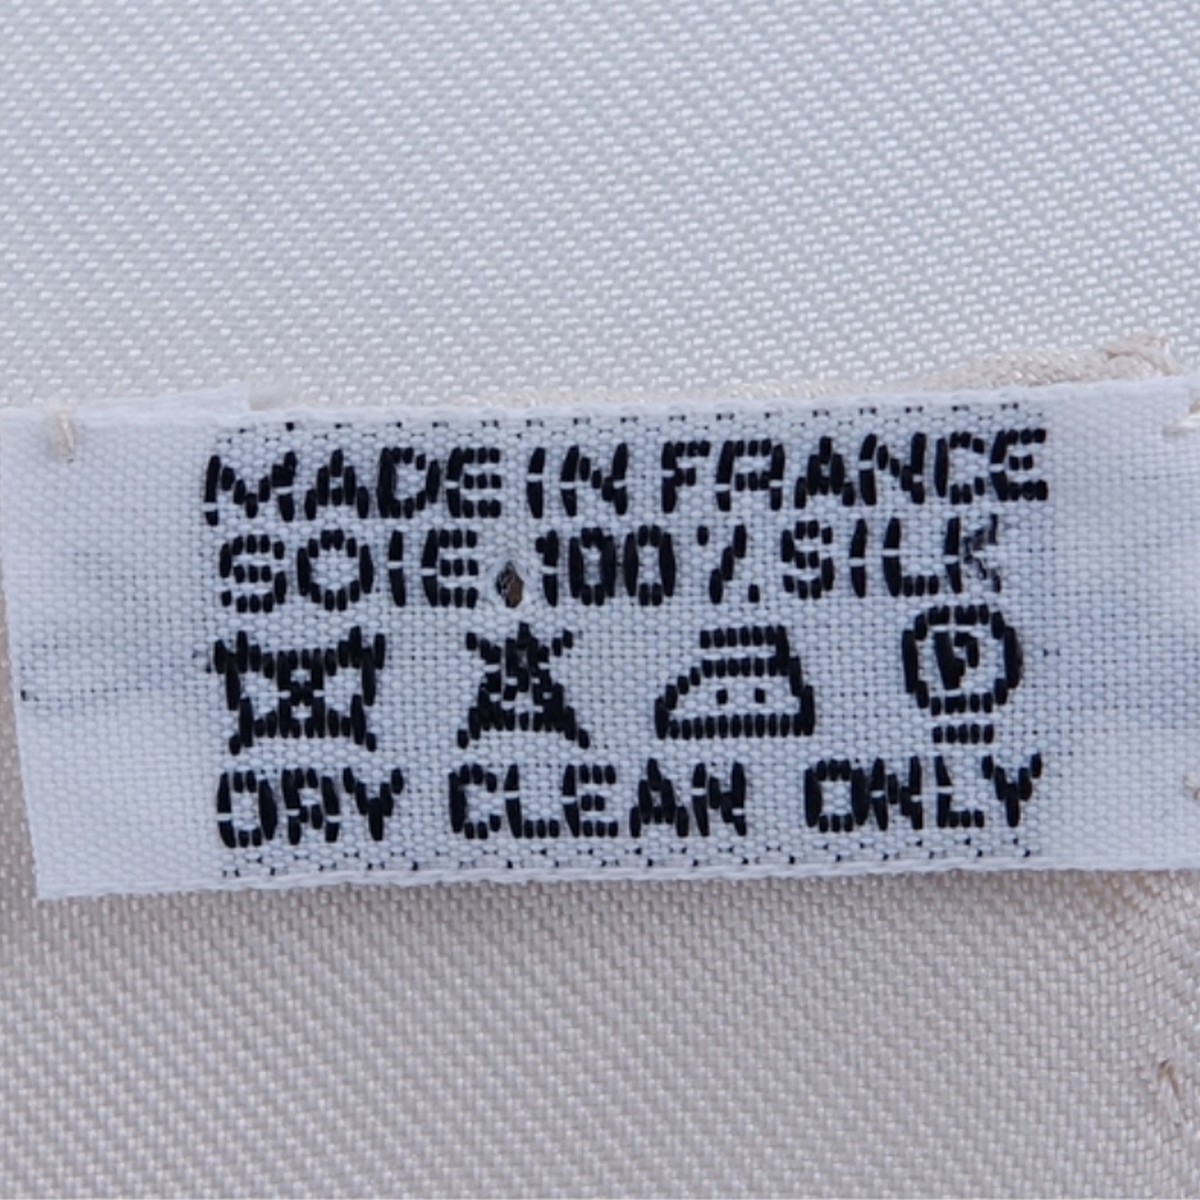 MADE IN FRANCE
SOIE 100% SILK
P
DRY CLEAN ONLY